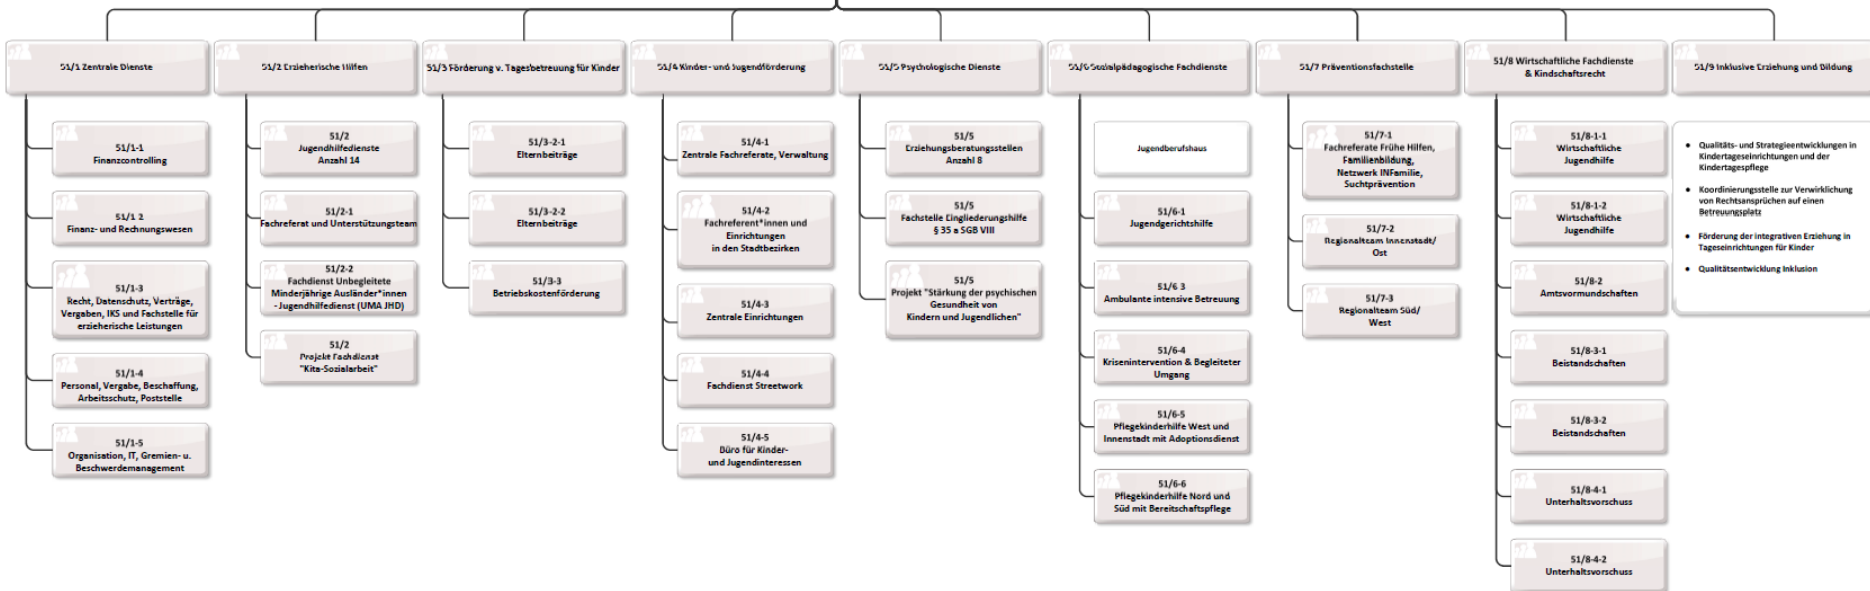 51/1 Zentrale Dienste
51/1-1
Finanzcontrolling
51/1-2
Finanz- und Rechnungswesen
51/1-3
Recht, Datenschutz, Verträge,
Vergaben, IKS und Fachstelle für
erzieherische Leistungen
51/1-4
Personal, Vergabe, Beschaffung,
Arbeitsschutz, Poststelle
51/1-5
Organisation, IT, Gremien- u.
Beschwerdemanagement
51/2 Erzieherische Hilfen
51/2
Jugendhilfedienste
Anzahl 14
51/2-1
Fachreferat und Unterstützungsteam
51/2-2
Fachdienst Unbegleitete
Minderjährige Ausländer*innen
- Jugendhilfedienst (UMA JHD)
51/2
Projekt Fachdienst
"Kita-Sozialarbeit"
51/3 Förderung v. Tagesbetreuung für Kinder
51/3-2-1
Elternbeiträge
51/3-2-2
Elternbeiträge
51/3-3
Betriebskostenförderung
51/4 Kinder- und Jugendförderung
51/4-1
Zentrale Fachreferate, Verwaltung
51/4-2
Fachreferent*innen und
Einrichtungen
in den Stadtbezirken
51/4-3
Zentrale Einrichtungen
51/4-4
Fachdienst Streetwork
51/4-5
Büro für Kinder-
und Jugendinteressen
51/5 Psychologische Dienste
51/5
Erziehungsberatungsstellen
Anzahl 8
51/5
Fachstelle Eingliederungshilfe
§ 35 a SGB VIII
51/5
Projekt "Stärkung der psychischen
Gesundheit von
Kindern und Jugendlichen"
51/6 Sozialpädagogische Fachdienste
Jugendberufshaus
51/6-1
Jugendgerichtshilfe
51/6 3
Ambulante intensive Betreuung
51/6-4
Krisenintervention & Begleiteter
Umgang
51/6-5
Pflegekinderhilfe West und
Innenstadt mit Adoptionsdienst
51/6-6
Pflegekinderhilfe Nord und
Süd mit Bereitschaftspflege
51/7 Präventionsfachstelle
51/7-1
Fachreferate Frühe Hilfen,
Familienbildung,
Netzwerk INFamilie,
Suchtprävention
51/7-2
Regionalteam Innenstadt/
Ost
51/7-3
Regionalteam Süd/
West
51/8 Wirtschaftliche Fachdienste
& Kindschaftsrecht
51/8-1-1
Wirtschaftliche
Jugendhilfe
51/8-1-2
Wirtschaftliche
Jugendhilfe
51/8-2
Amtsvormundschaften
51/8-3-1
Beistandschaften
51/8-3-2
Beistandschaften
51/8-4-1
Unterhaltsvorschuss
51/8-4-2
Unterhaltsvorschuss
51/9 Inklusive Erziehung und Bildung
• Qualitäts- und Strategieentwicklungen in
Kindertageseinrichtungen und der
Kindertagespflege
• Koordinierungsstelle zur Verwirklichung
von Rechtsansprüchen auf einen
Betreuungsplatz
• Förderung der integrativen Erziehung in
Tageseinrichtungen für Kinder
• Qualitätsentwicklung Inklusion